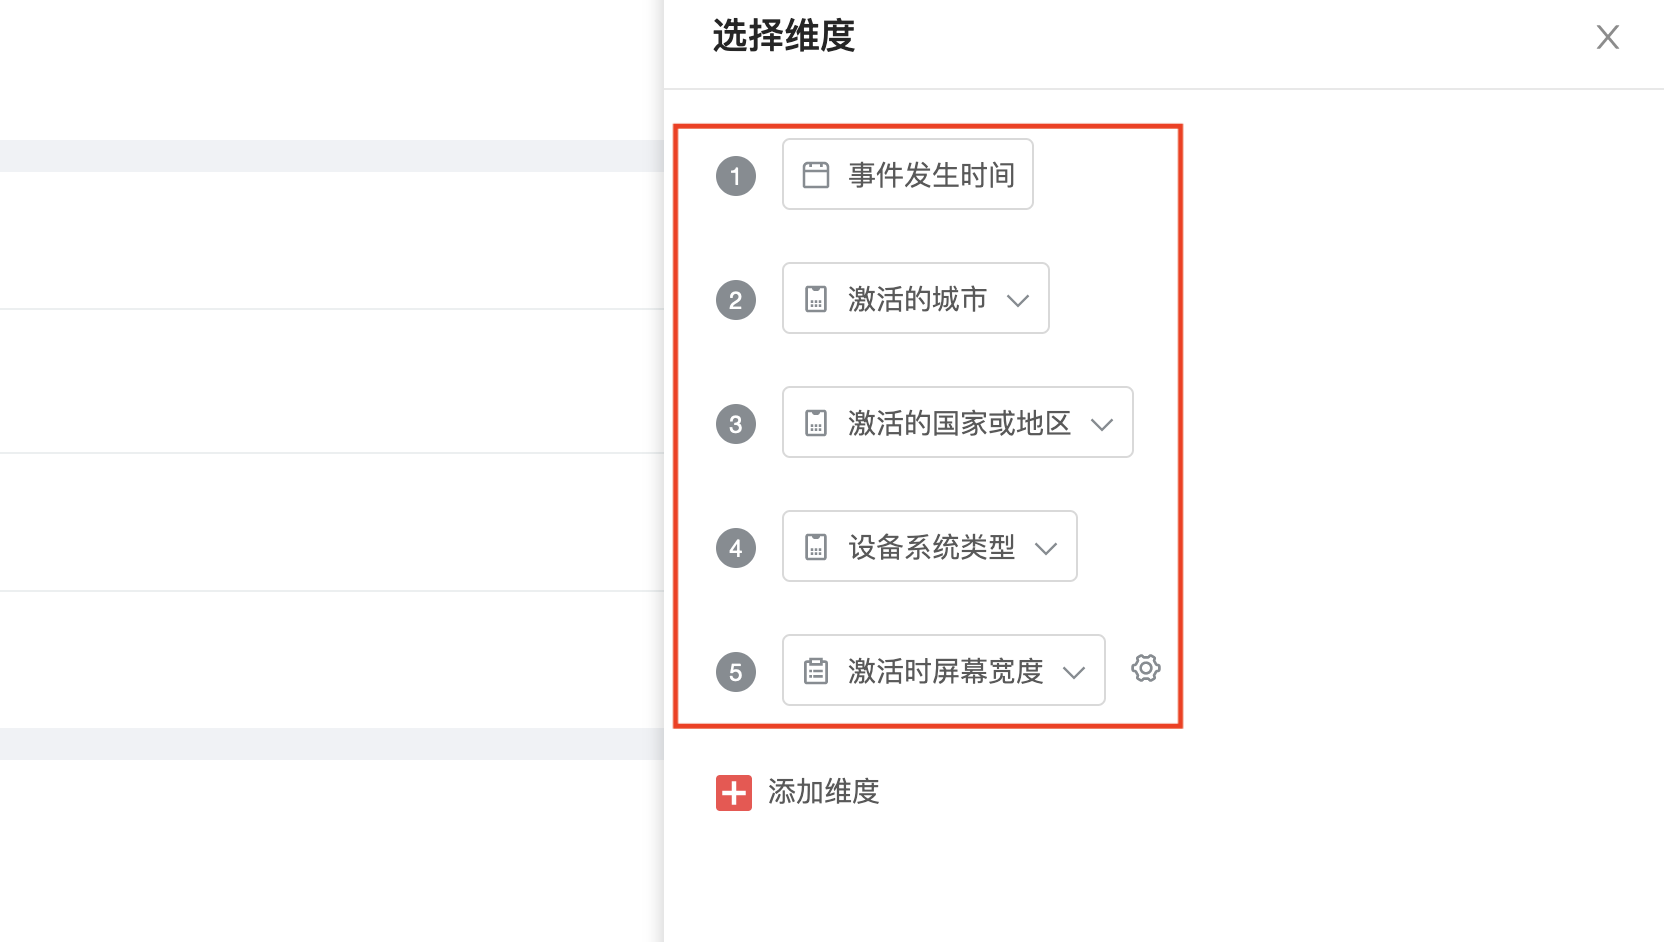 选择维度
1 事件发生时间
2 激活的城市
3 激活的国家或地区
4 设备系统类型
5 激活时屏幕宽度
添加维度